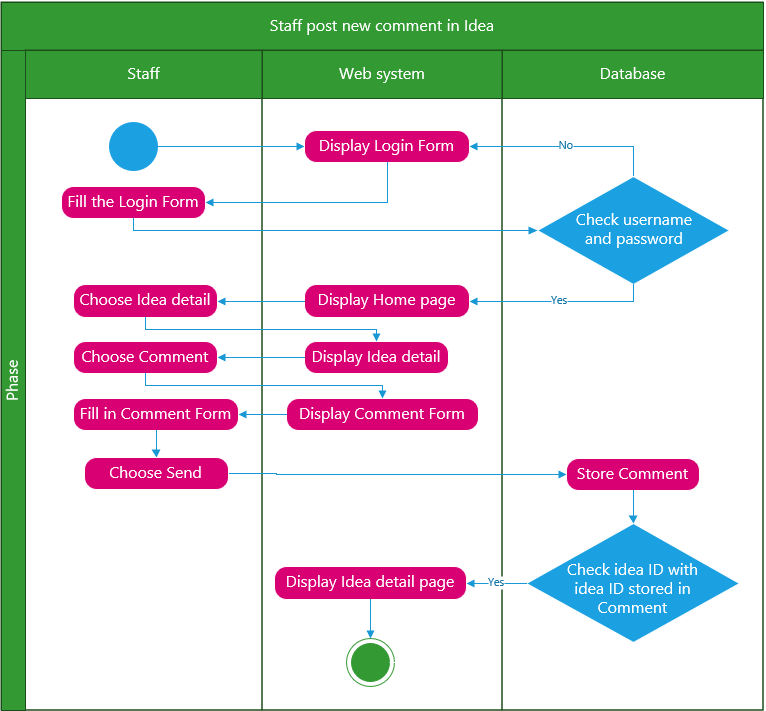 Staff post new comment in Idea
Staff
Web system
Database
Phase
Display Login Form
No
Fill the Login Form
Check username
and password
Choose Idea detail
Display Home page
Yes
Choose Comment
Display Idea detail
Fill in Comment Form
Display Comment Form
Choose Send
Store Comment
Display Idea detail page
Yes
Check idea ID with
idea ID stored in
Comment